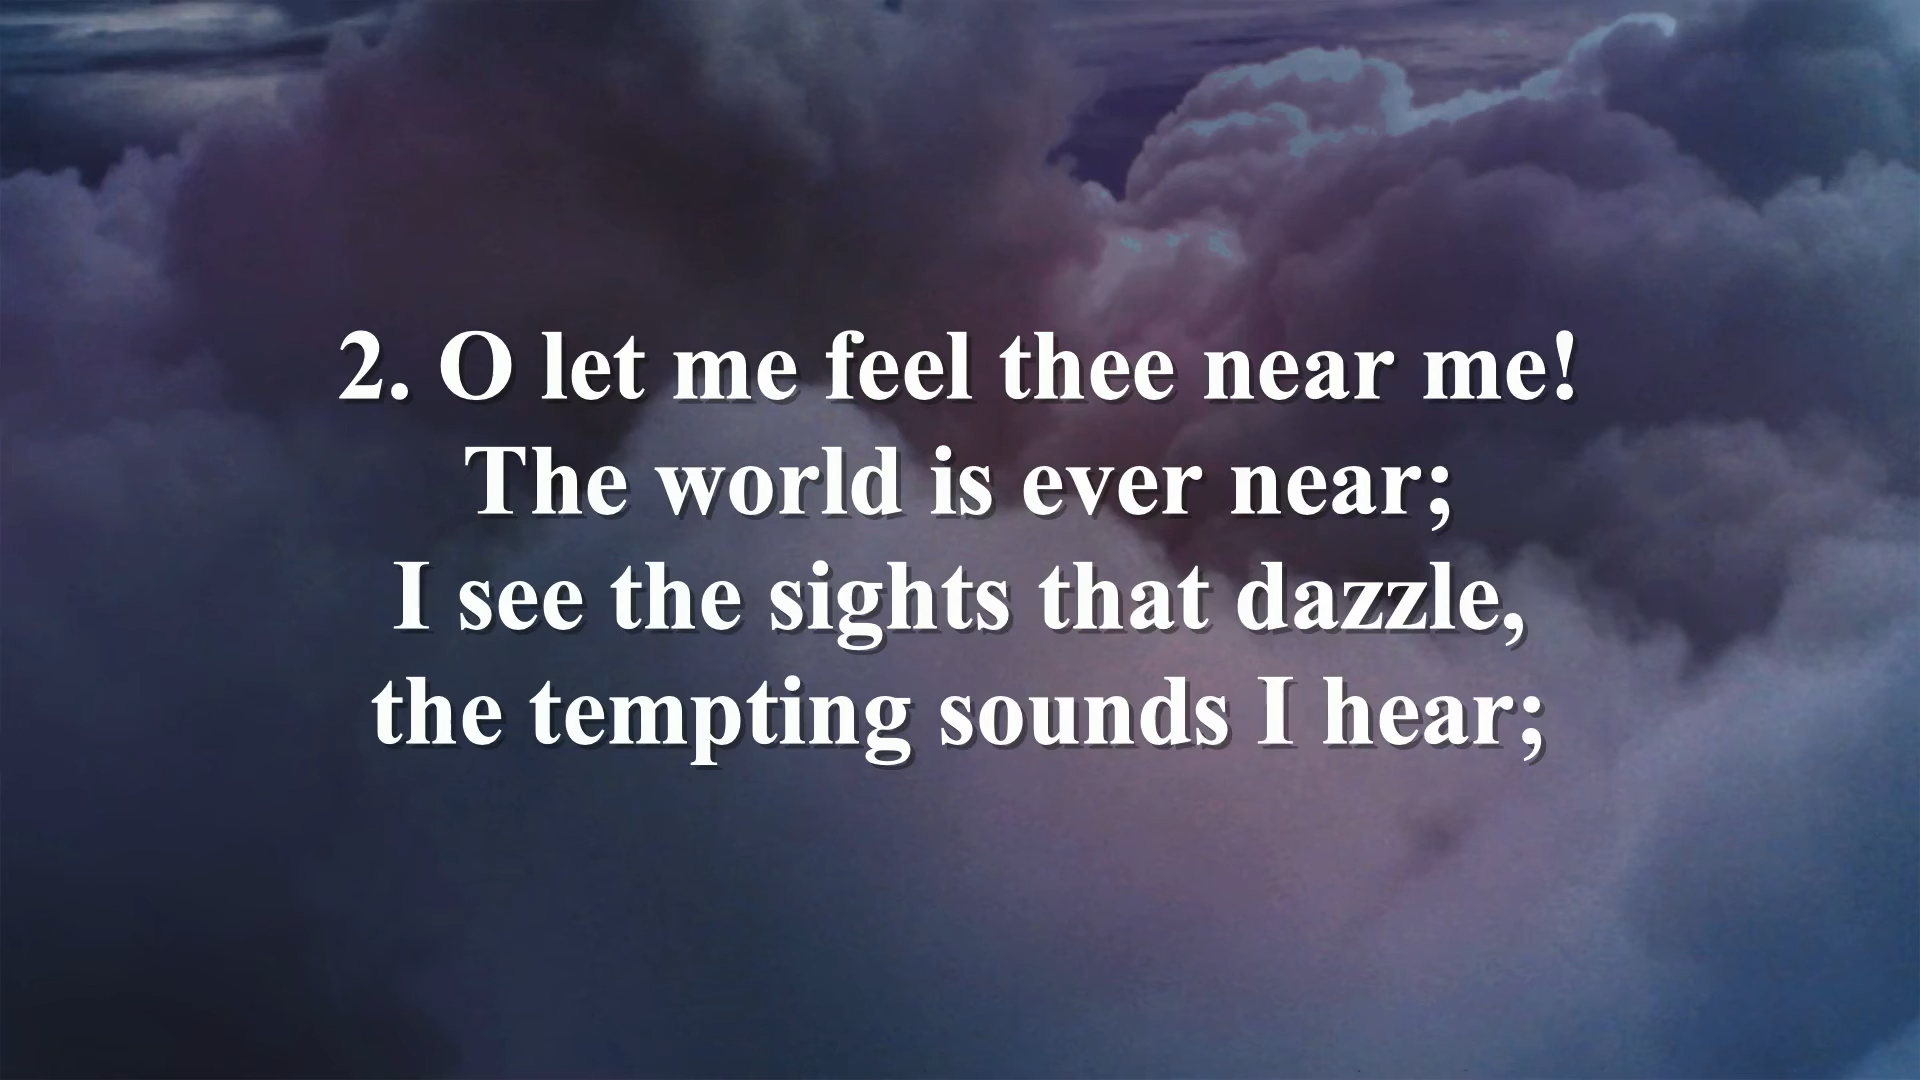 2. O let me feel thee near me!
The world is ever near;
I see the sights that dazzle,
the tempting sounds I hear;